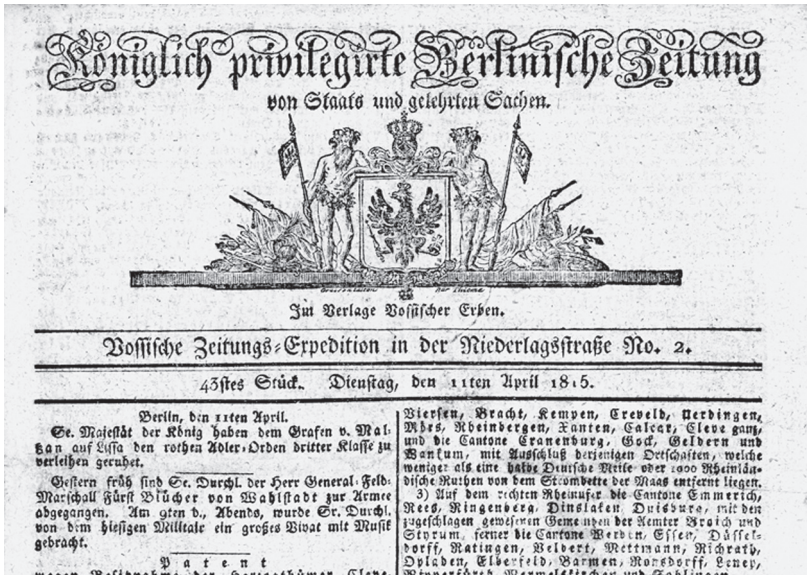 Königlich privilegirte Berlinische Zeitung
von Staats und gelehrten Sachen.
Im Verlage Vossischer Erben.
Vossische Zeitungs-Expedition in der Niederlagsstraße No. 2.
43stes Stück. Dienstag, den 11ten April 1815.
Berlin, den 11ten April.
Se. Majestät der König haben dem Grafen v. Mal-
tzan auf Lissa den rothen Adler-Orden dritter Klasse zu
verleihen geruhet.
Gestern früh sind Se. Durchl. der Herr General-Feld-
Marschall Fürst Blücher von Wahlstadt zur Armee
abgegangen. Am 9ten d., Abends, wurde Sr. Durchl.
von dem hiesigen Militair ein großes Vivat mit Musik
gebracht.
Patent
wegen Besitznahme der Herzogthümer Cleve,
Viersen, Bracht, Kempen, Creveld, Uerdingen,
Mörs, Rheinbergen, Xanten, Calcar, Cleve ganz,
und die Cantone Cranenburg, Gock, Geldern und
Wankum, mit Ausschluß derjenigen Ortschaften, welche
weniger als eine halbe Deutsche Meile oder 1000 Rheinlän-
dische Ruthen von dem Strombette der Maas entfernt liegen.
3) Auf dem rechten Rheinufer die Cantone Emmerich,
Rees, Ringenberg, Dinslaken, Duisburg, mit den
zugeschlagen gewesenen Gemeinden der Aemter Broich und
Styrum, ferner die Cantone Werden, Essen, Düssel-
dorff, Ratingen, Velbert, Mettmann, Richrath,
Opladen, Elberfeld, Barmen, Ronsdorff, Lenep,